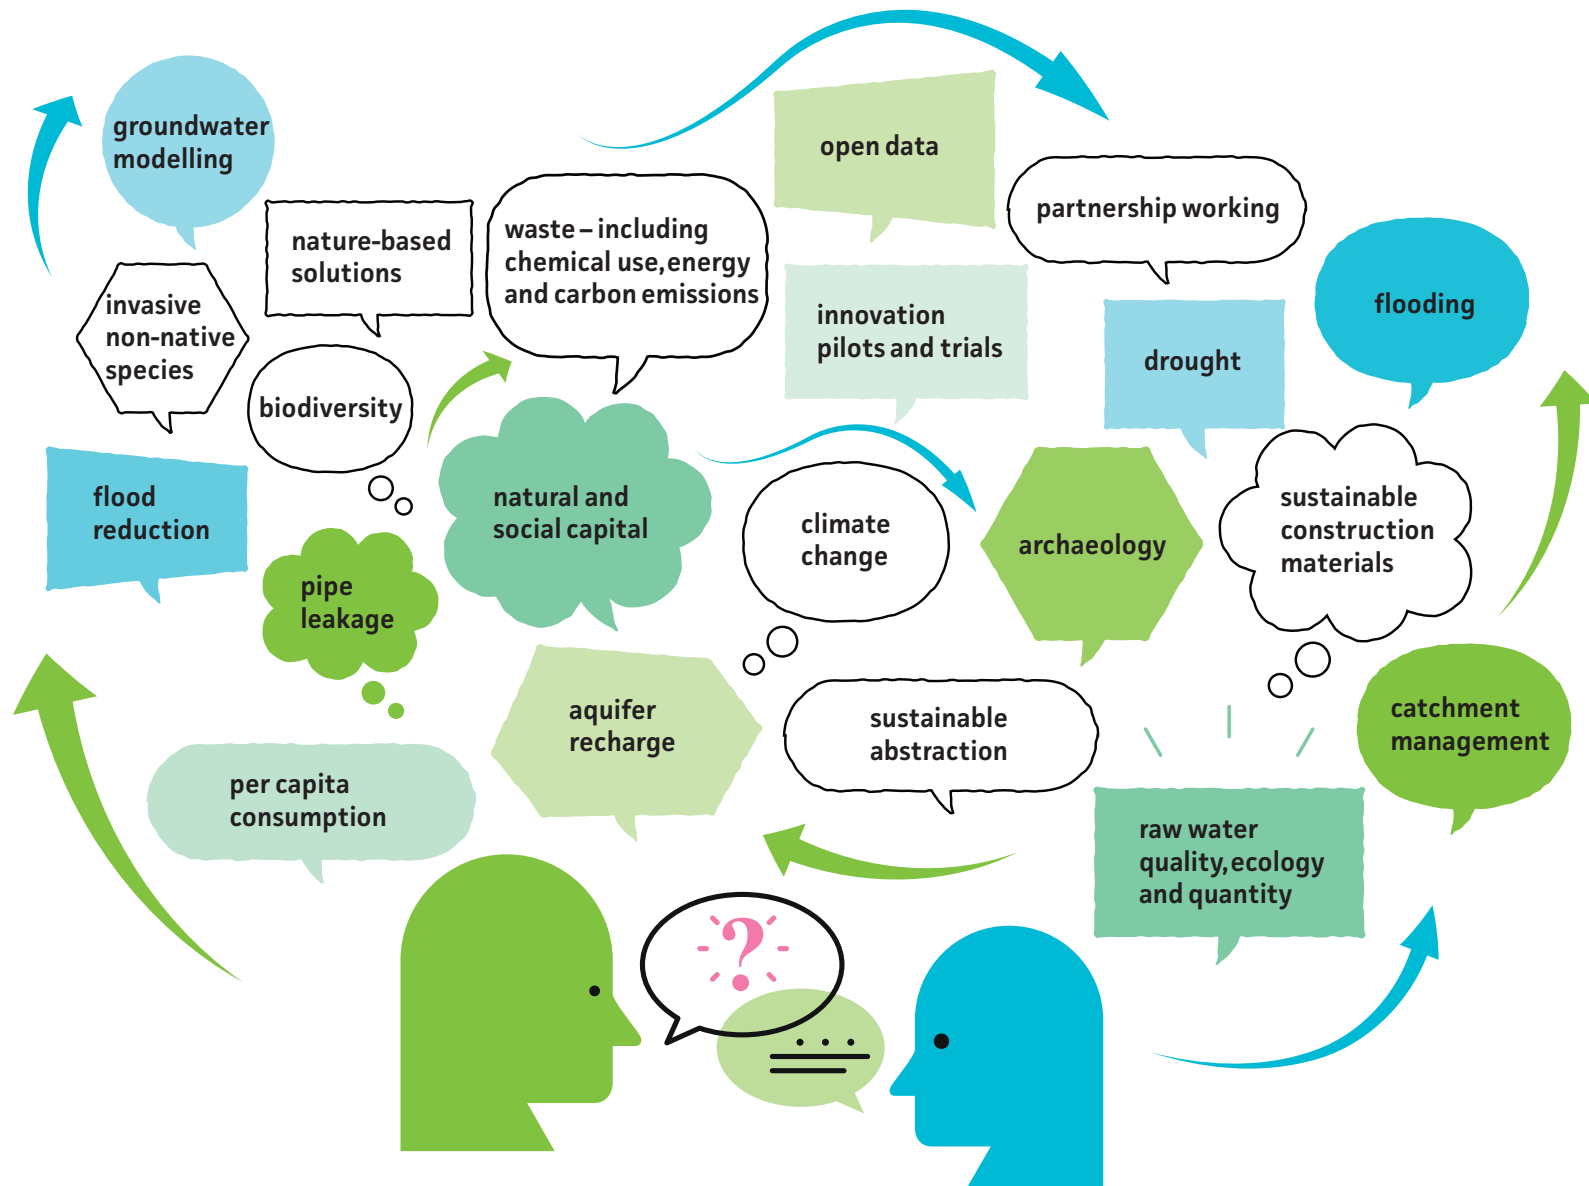 groundwater
modelling
open data
partnership working
nature-based
solutions
waste – including
chemical use, energy
and carbon emissions
invasive
non-native
species
innovation
pilots and trials
flooding
drought
biodiversity
flood
reduction
natural and
social capital
climate
change
archaeology
sustainable
construction
materials
pipe
leakage
aquifer
recharge
sustainable
abstraction
catchment
management
per capita
consumption
raw water
quality, ecology
and quantity
?